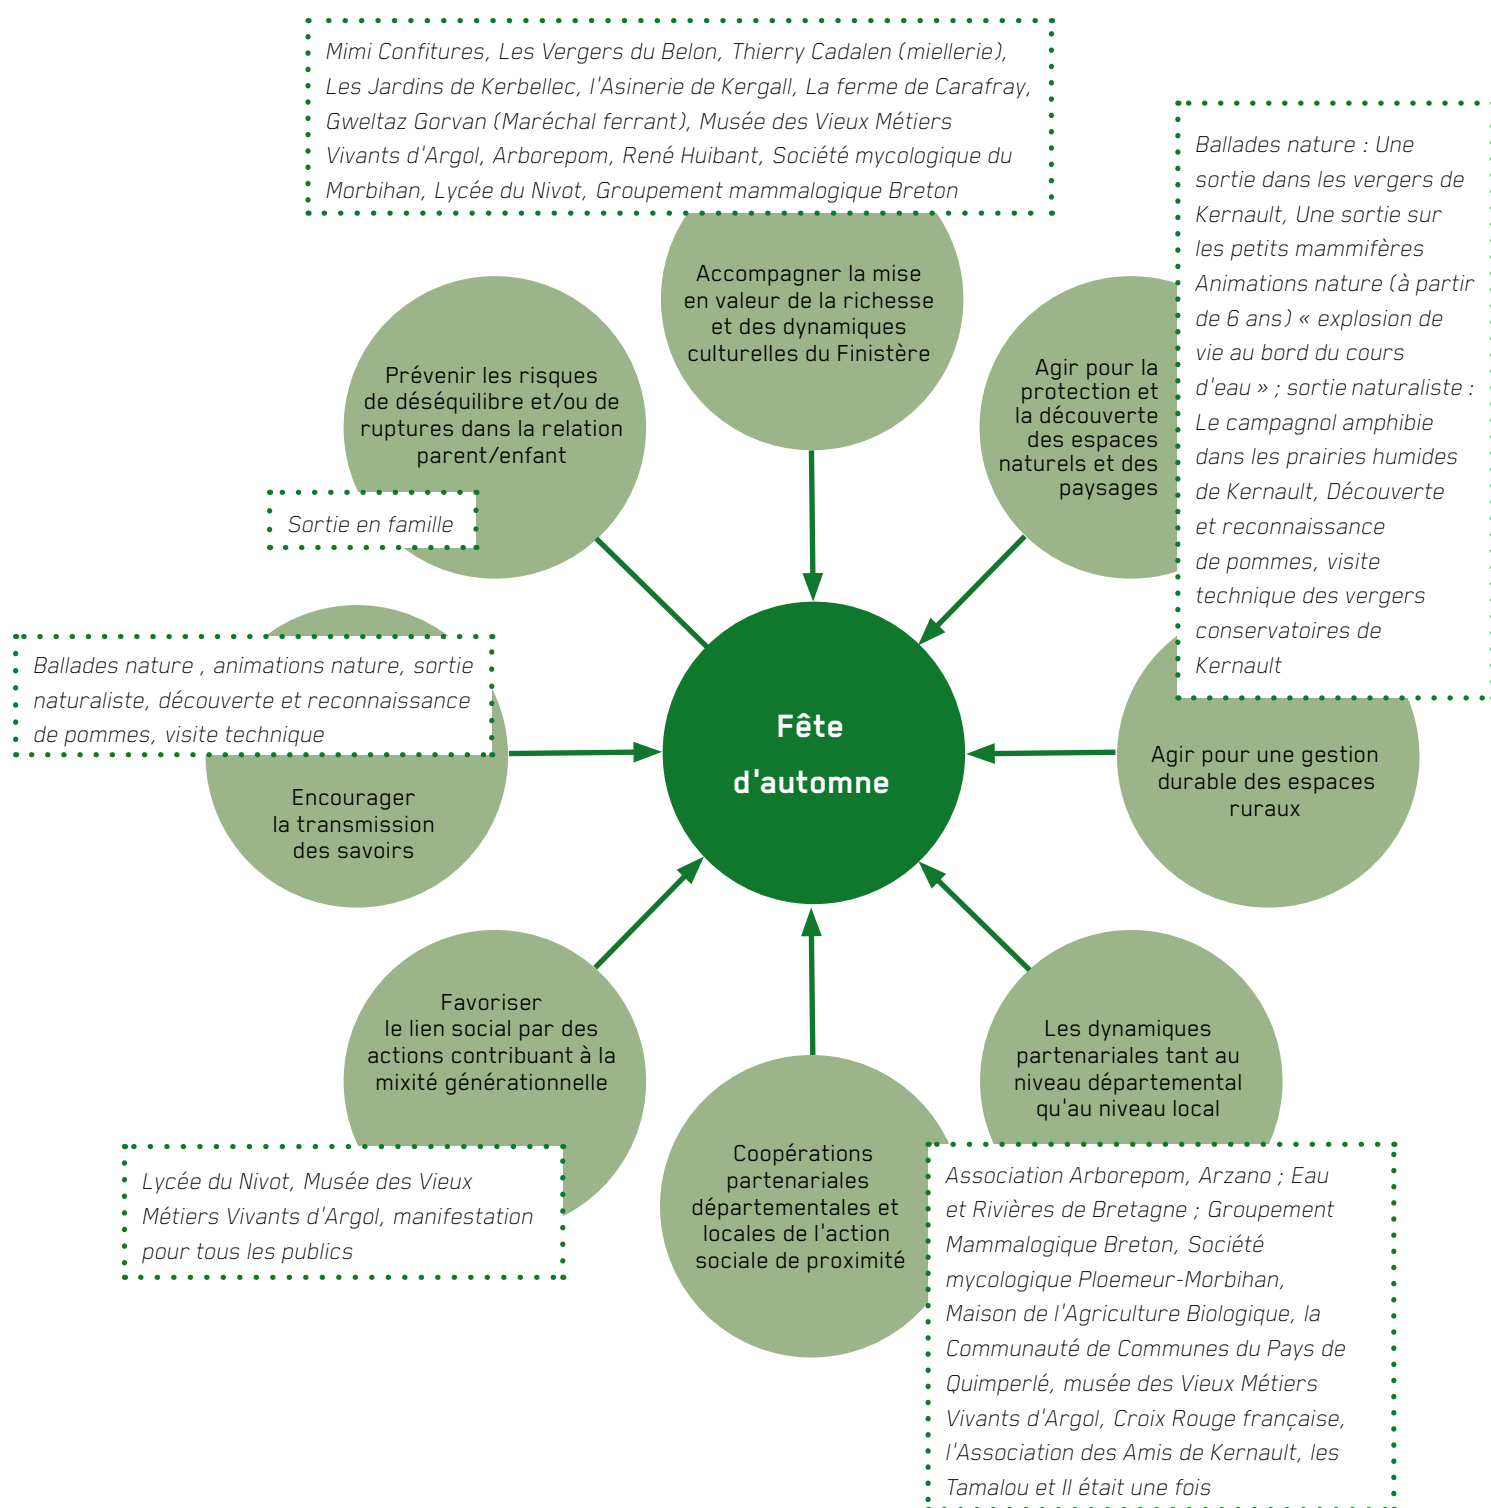 Mimi Confitures, Les Vergers du Belon, Thierry Cadalen (miellerie),
Les Jardins de Kerbellec, l'Asinerie de Kergall, La ferme de Carafray,
Gweltaz Gorvan (Maréchal ferrant), Musée des Vieux Métiers
Vivants d'Argol, Arborepom, René Huibant, Société mycologique du
Morbihan, Lycée du Nivot, Groupement mammalogique Breton
Accompagner la mise
en valeur de la richesse
et des dynamiques
culturelles du Finistère
Ballades nature : Une
sortie dans les vergers de
Kernault, Une sortie sur
les petits mammifères
Animations nature (à partir
de 6 ans) « explosion de
vie au bord du cours
d'eau » ; sortie naturaliste :
Le campagnol amphibie
dans les prairies humides
de Kernault, Découverte
et reconnaissance
de pommes, visite
technique des vergers
conservatoires de
Kernault
Agir pour la
protection et
la découverte
des espaces
naturels et des
paysages
Prévenir les risques
de déséquilibre et/ou de
ruptures dans la relation
parent/enfant
Sortie en famille
Ballades nature , animations nature, sortie
naturaliste, découverte et reconnaissance
de pommes, visite technique
Encourager
la transmission
des savoirs
Fête
d'automne
Agir pour une gestion
durable des espaces
ruraux
Favoriser
le lien social par des
actions contribuant à la
mixité générationnelle
Lycée du Nivot, Musée des Vieux
Métiers Vivants d'Argol, manifestation
pour tous les publics
Coopérations
partenariales
départementales et
locales de l'action
sociale de proximité
Les dynamiques
partenariales tant au
niveau départemental
qu'au niveau local
Association Arborepom, Arzano ; Eau
et Rivières de Bretagne ; Groupement
Mammalogique Breton, Société
mycologique Ploemeur-Morbihan,
Maison de l'Agriculture Biologique, la
Communauté de Communes du Pays de
Quimperlé, musée des Vieux Métiers
Vivants d'Argol, Croix Rouge française,
l'Association des Amis de Kernault, les
Tamalou et Il était une fois